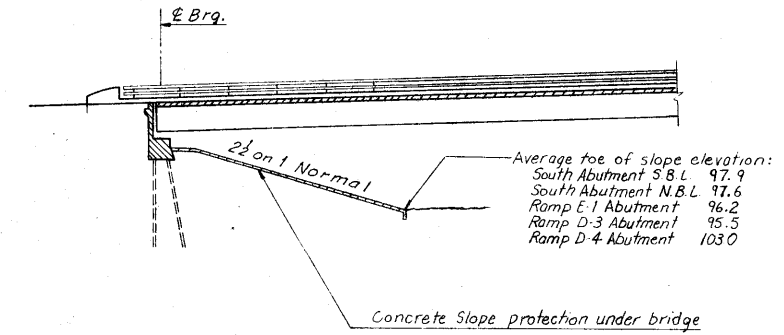 ℄ Brg.
2½ on 1 Normal
Average toe of slope elevation:
South Abutment S.B.L. 97.9
South Abutment N.B.L. 97.6
Ramp E-1 Abutment 96.2
Ramp D-3 Abutment 95.5
Ramp D-4 Abutment 103.0
Concrete Slope protection under bridge